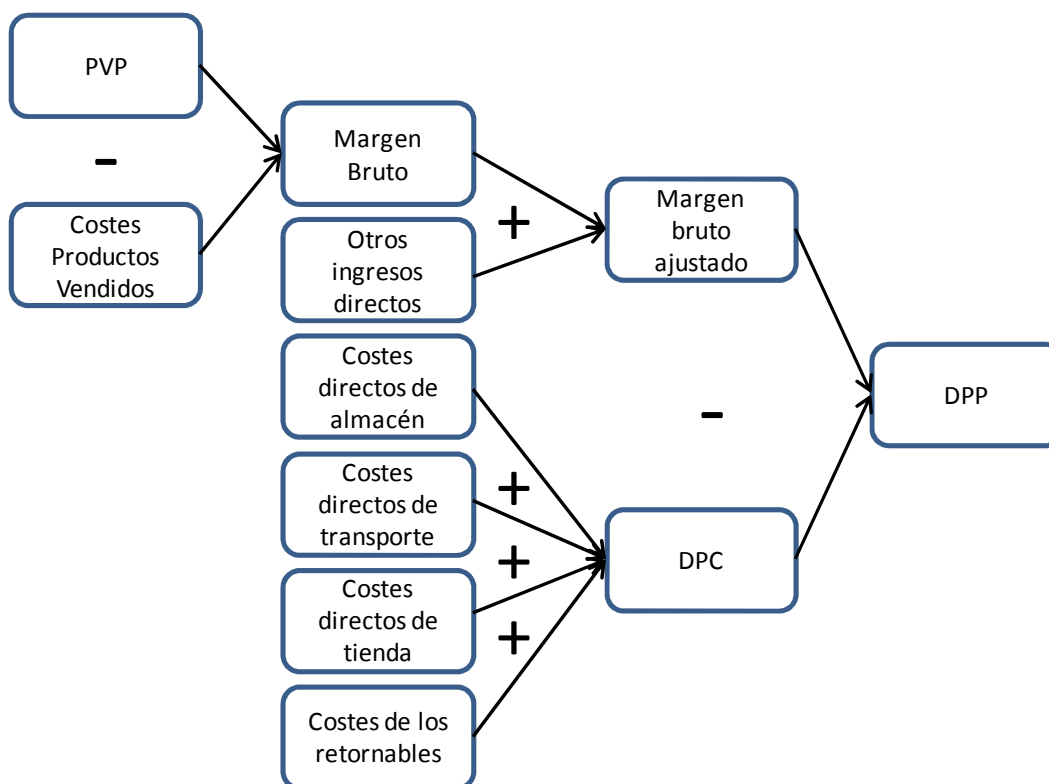 PVP
-
Costes
Productos
Vendidos
Margen
Bruto
+
Otros
ingresos
directos
Margen
bruto
ajustado
Costes
directos de
almacén
+
Costes
directos de
transporte
+
Costes
directos de
tienda
+
Costes de los
retornables
DPC
-
DPP